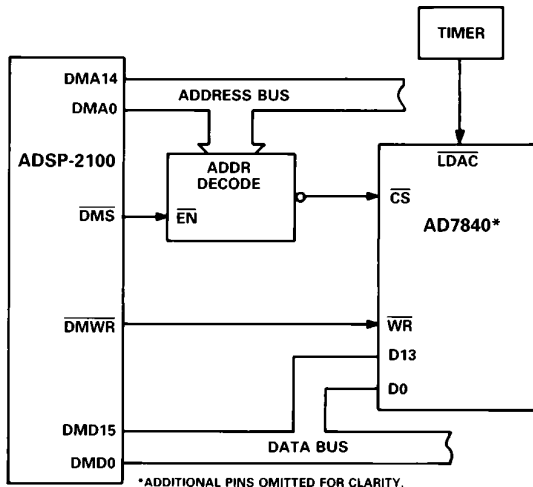 TIMER
DMA14
ADDRESS BUS
DMA0
ADSP-2100
ADDR
DECODE
LDAC
DMS
EN
CS
AD7840*
DMWR
WR
D13
D0
DMD15
DATA BUS
DMD0
*ADDITIONAL PINS OMITTED FOR CLARITY.